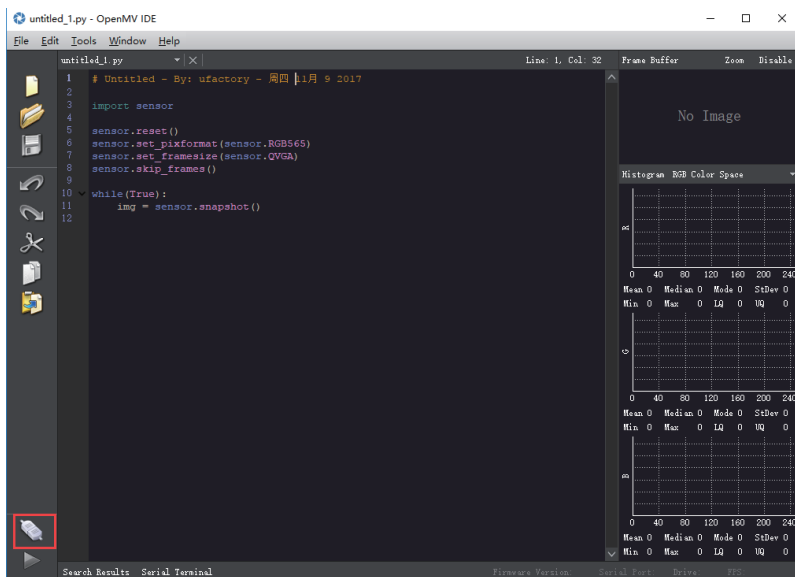 untitled_1.py - OpenMV IDE
File Edit Tools Window Help
untitled_1.py Line: 1, Col: 32 Frame Buffer Zoom Disable
1 # Untitled - By: ufactory - 周四 11月 9 2017
2
3 import sensor
4
5 sensor.reset()
6 sensor.set_pixformat(sensor.RGB565)
7 sensor.set_framesize(sensor.QVGA)
8 sensor.skip_frames()
9
10 while(True):
11 img = sensor.snapshot()
12
No Image
Histogram RGB Color Space
R
0 40 80 120 160 200 240
Mean 0 Median 0 Mode 0 StDev 0
Min 0 Max 0 LQ 0 UQ 0
G
0 40 80 120 160 200 240
Mean 0 Median 0 Mode 0 StDev 0
Min 0 Max 0 LQ 0 UQ 0
B
0 40 80 120 160 200 240
Mean 0 Median 0 Mode 0 StDev 0
Min 0 Max 0 LQ 0 UQ 0
Search Results Serial Terminal Firmware Version: Serial Port: Drive: FPS: